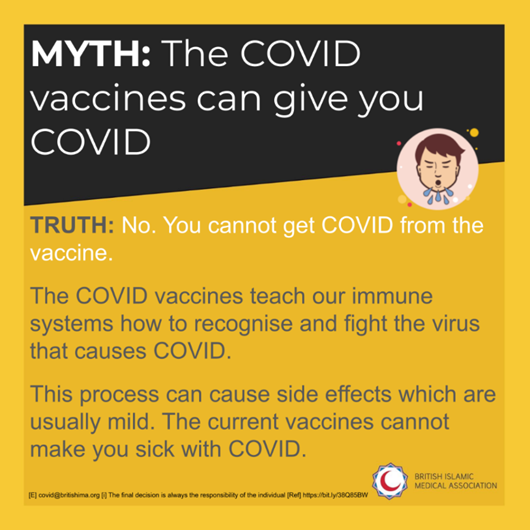 MYTH: The COVID
vaccines can give you
COVID
TRUTH: No. You cannot get COVID from the
vaccine.
The COVID vaccines teach our immune
systems how to recognise and fight the virus
that causes COVID.
This process can cause side effects which are
usually mild. The current vaccines cannot
make you sick with COVID.
BRITISH ISLAMIC
MEDICAL ASSOCIATION
[E] covid@britishima.org [i] The final decision is always the responsibility of the individual [Ref] https://bit.ly/38Q85BW